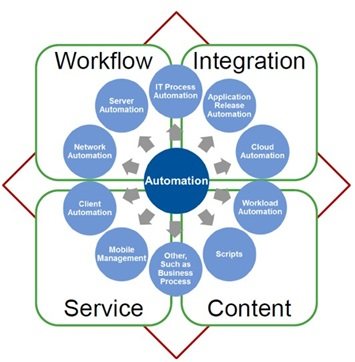 Workflow
Integration
IT Process
Automation
Server
Automation
Application
Release
Automation
Network
Automation
Cloud
Automation
Automation
Client
Automation
Workload
Automation
Mobile
Management
Other,
Such as
Business
Process
Scripts
Service
Content